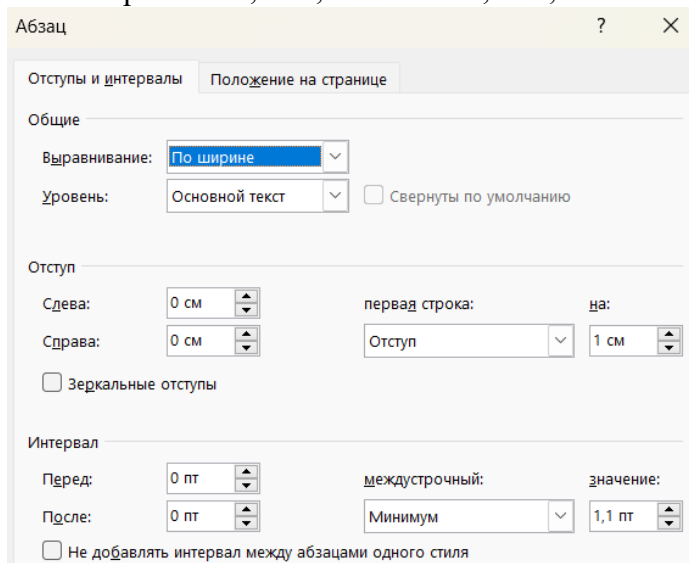 Абзац ?
Отступы и интервалы Положение на странице
Общие
Выравнивание: По ширине
Уровень: Основной текст Свернуты по умолчанию
Отступ
Слева: 0 см первая строка: на:
Справа: 0 см Отступ 1 см
Зеркальные отступы
Интервал
Перед: 0 пт междустрочный: значение:
После: 0 пт Минимум 1,1 пт
Не добавлять интервал между абзацами одного стиля